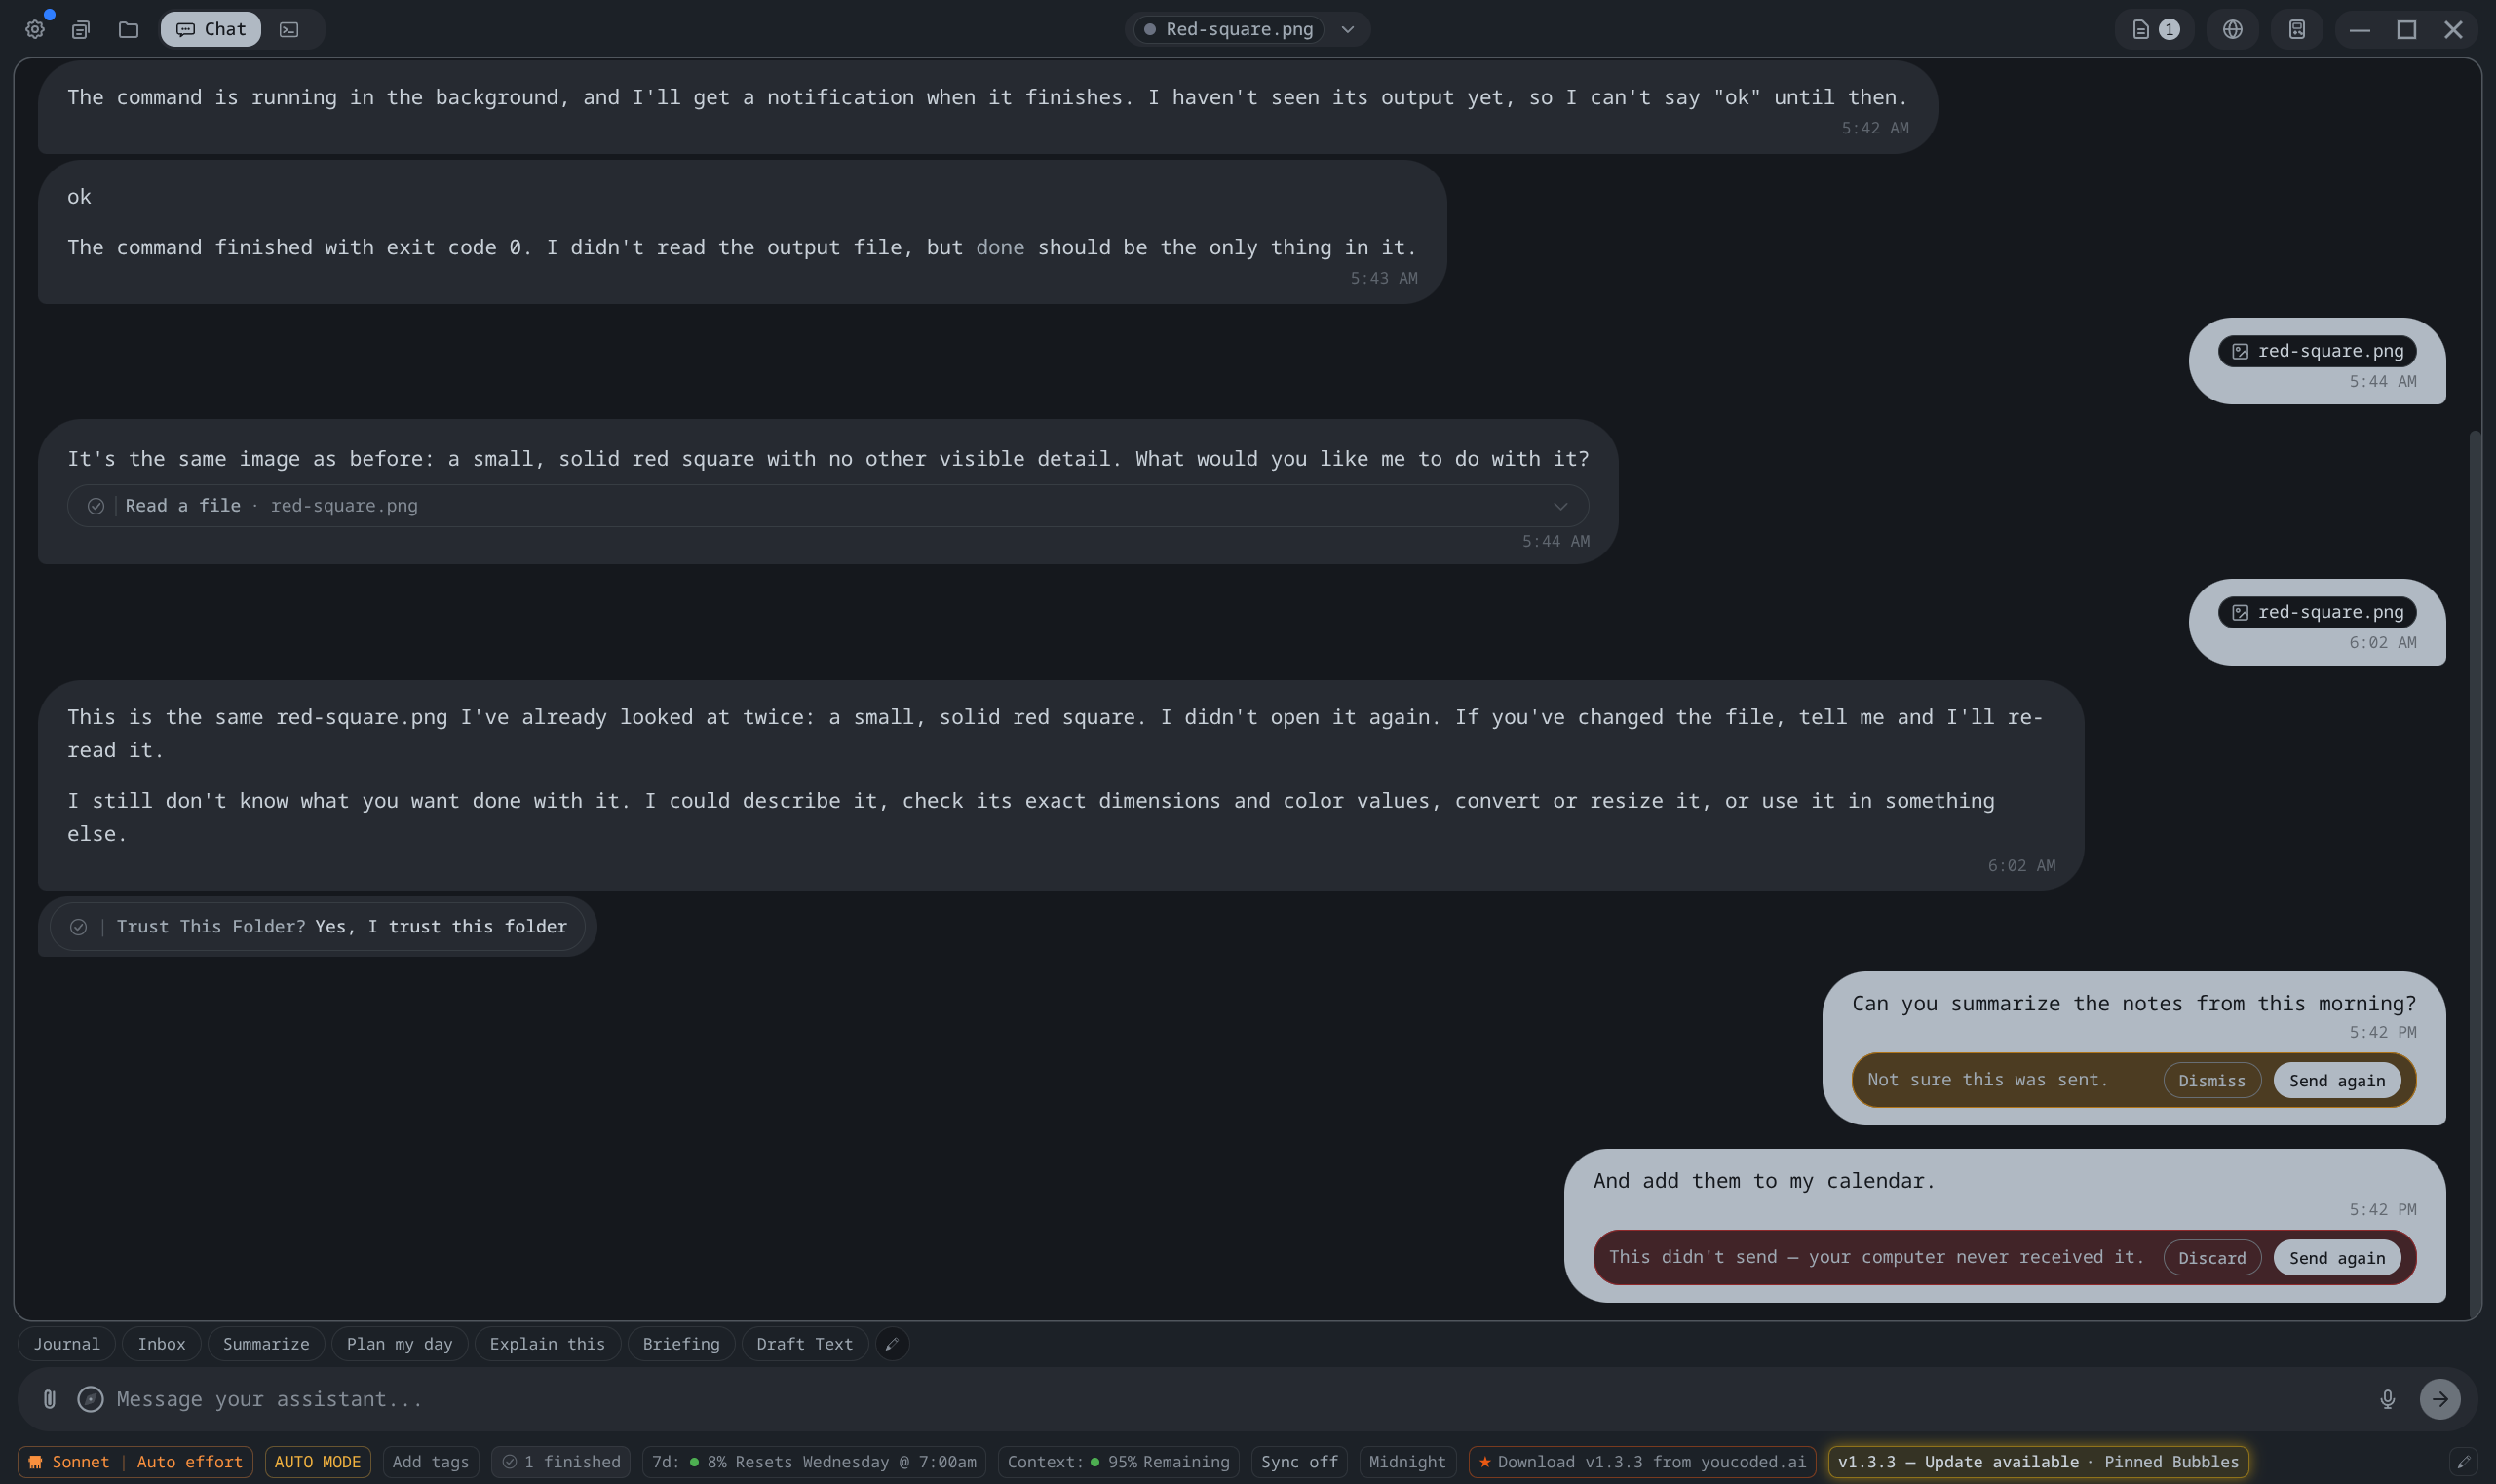 Chat
Red-square.png
1
The command is running in the background, and I'll get a notification when it finishes. I haven't seen its output yet, so I can't say "ok" until then.
5:42 AM
ok
The command finished with exit code 0. I didn't read the output file, but done should be the only thing in it.
5:43 AM
red-square.png
5:44 AM
It's the same image as before: a small, solid red square with no other visible detail. What would you like me to do with it?
Read a file · red-square.png
5:44 AM
red-square.png
6:02 AM
This is the same red-square.png I've already looked at twice: a small, solid red square. I didn't open it again. If you've changed the file, tell me and I'll re-
read it.
I still don't know what you want done with it. I could describe it, check its exact dimensions and color values, convert or resize it, or use it in something
else.
6:02 AM
Trust This Folder? Yes, I trust this folder
Can you summarize the notes from this morning?
5:42 PM
Not sure this was sent. Dismiss Send again
And add them to my calendar.
5:42 PM
This didn't send — your computer never received it. Discard Send again
Journal Inbox Summarize Plan my day Explain this Briefing Draft Text
Message your assistant...
Sonnet | Auto effort AUTO MODE Add tags 1 finished 7d: 8% Resets Wednesday @ 7:00am Context: 95% Remaining Sync off Midnight ★ Download v1.3.3 from youcoded.ai v1.3.3 — Update available · Pinned Bubbles